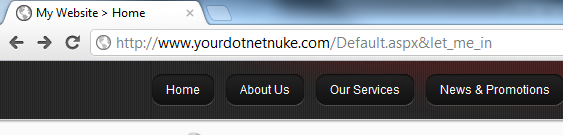 My Website > Home
http://www.yourdotnetnuke.com/Default.aspx&let_me_in
Home About Us Our Services News & Promotions